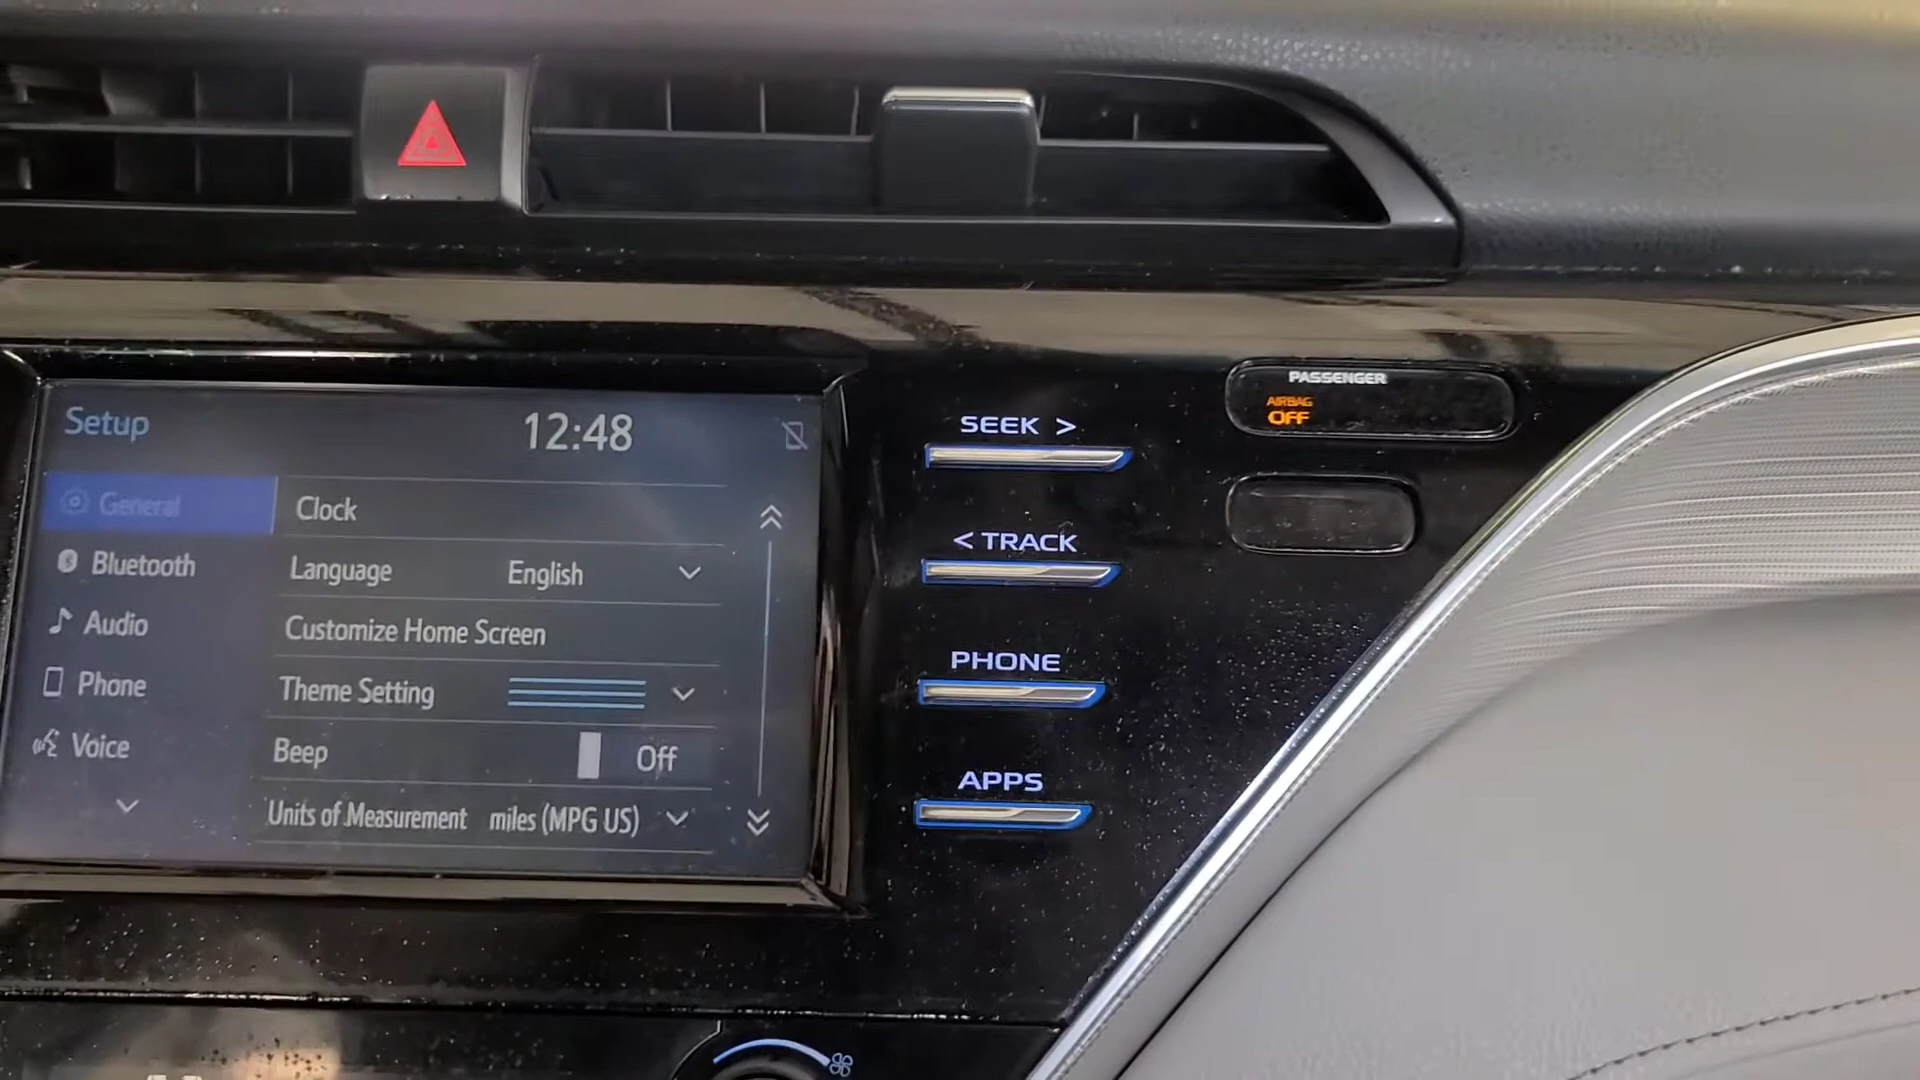 Setup 12:48
General
Bluetooth
Audio
Phone
Voice
Clock
Language English
Customize Home Screen
Theme Setting
Beep Off
Units of Measurement miles (MPG US)
SEEK >
< TRACK
PHONE
APPS
PASSENGER
AIRBAG
OFF